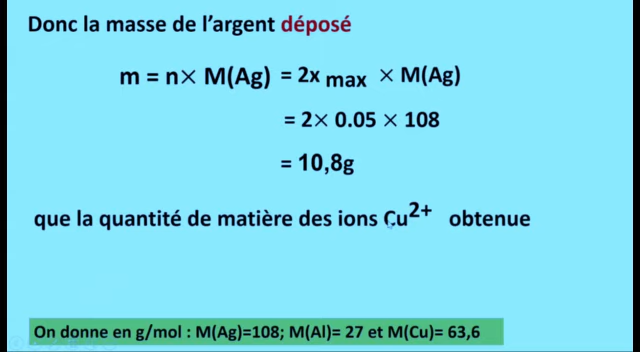 Donc la masse de l’argent déposé
m = n× M(Ag) = 2x max × M(Ag)
= 2× 0.05 × 108
= 10,8g
que la quantité de matière des ions Cu2+ obtenue
On donne en g/mol : M(Ag)=108; M(Al)= 27 et M(Cu)= 63,6